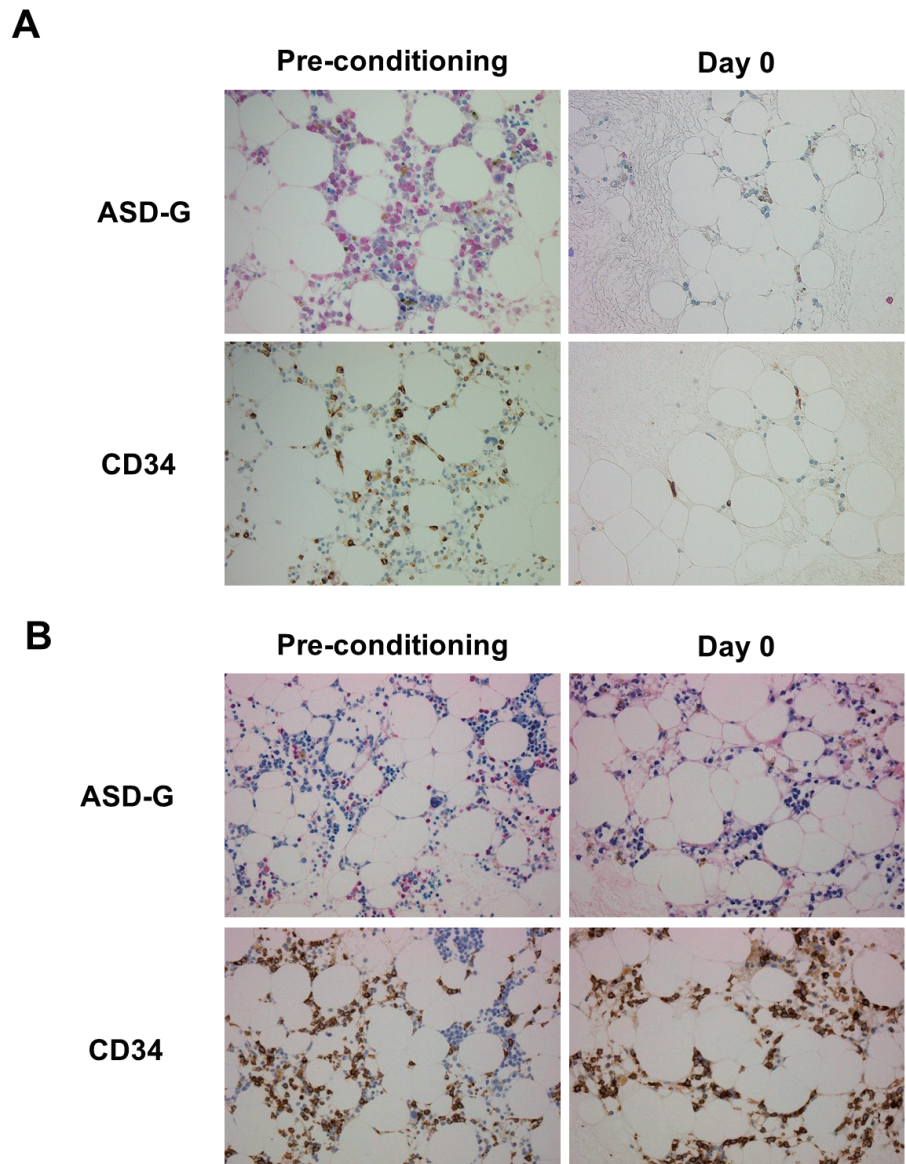 A
Pre-conditioning Day 0
ASD-G
CD34
B
Pre-conditioning Day 0
ASD-G
CD34